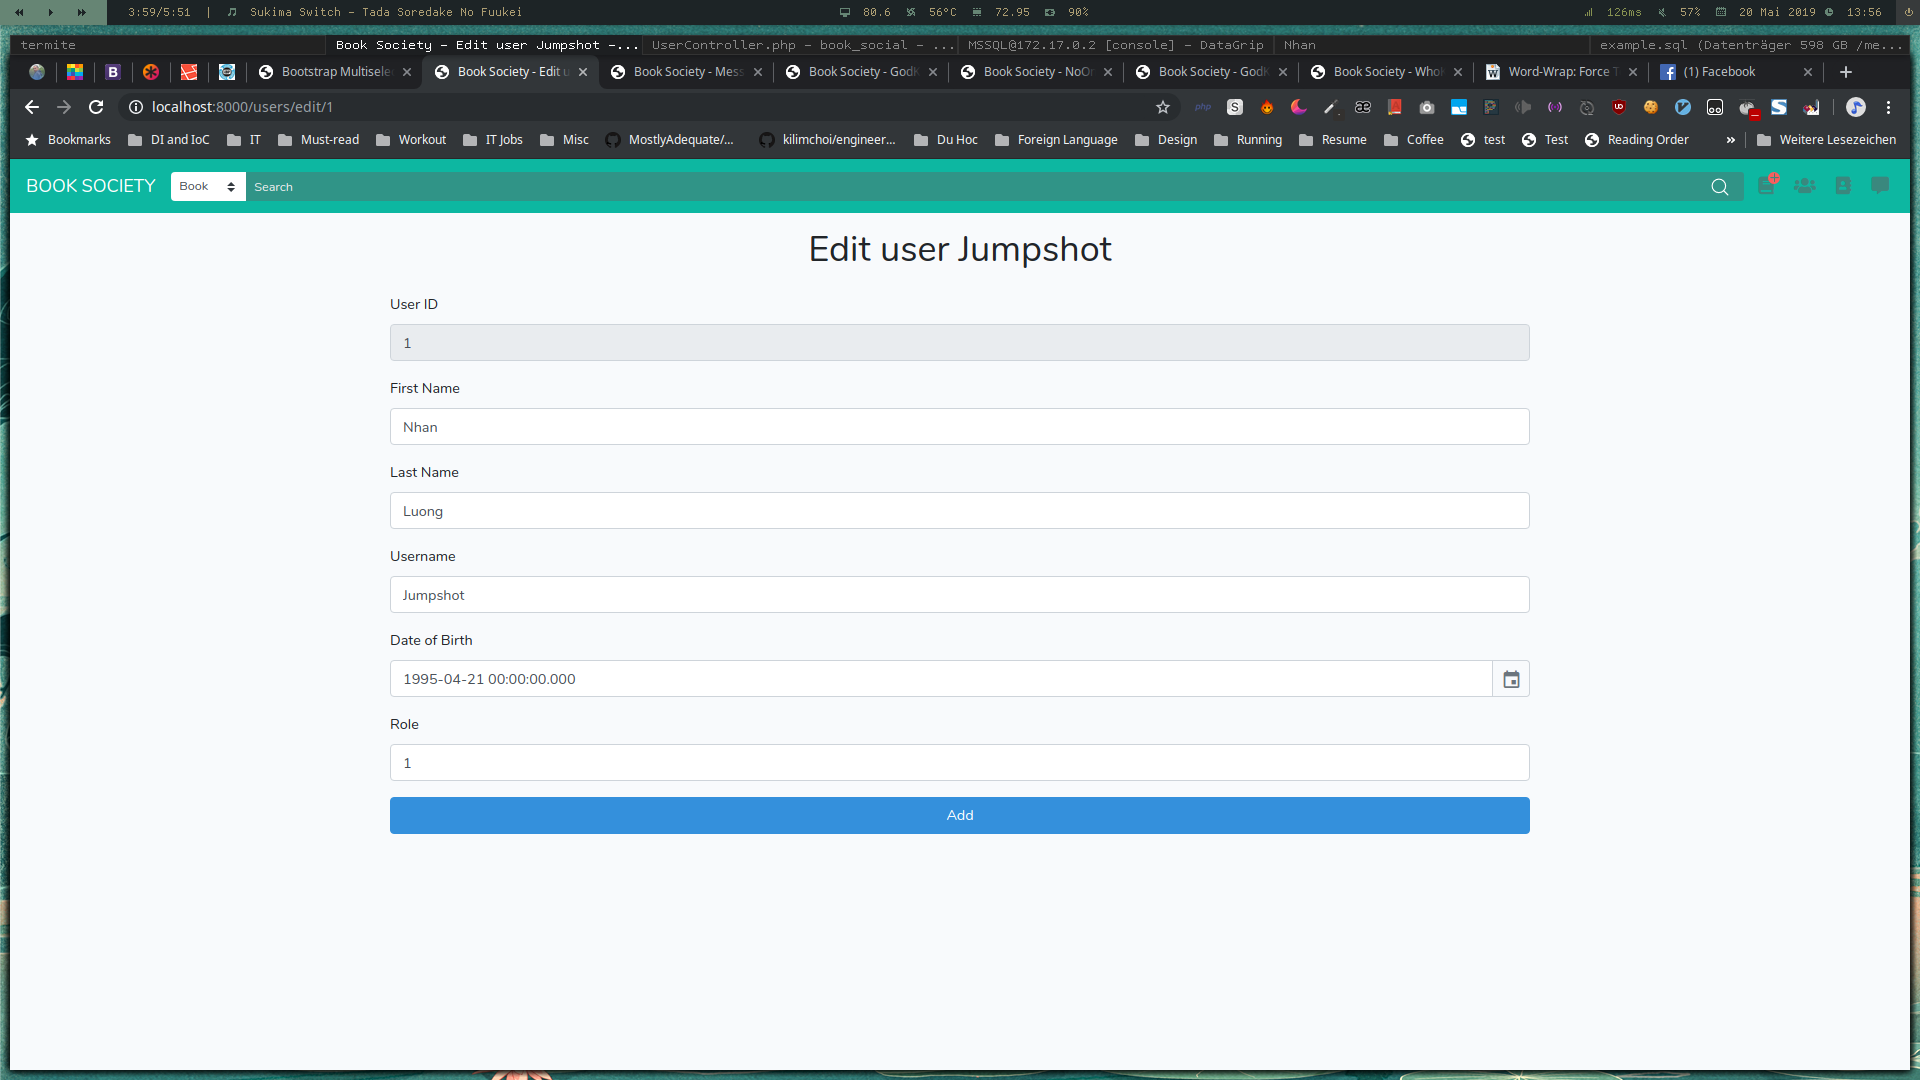 3:59/5:51 | Sukima Switch - Tada Soredake No Fuukei 80.6 56°C 72.95 90% 126ms 57% 20 Mai 2019 13:56
termite Book Society - Edit user Jumpshot -... UserController.php - book_social - ... MSSQL@172.17.0.2 [console] - DataGrip Nhan example.sql (Datenträger 598 GB /me...
Bootstrap Multisele Book Society - Edit u Book Society - Mess Book Society - GodK Book Society - NoOn Book Society - GodK Book Society - Whol Word-Wrap: Force T (1) Facebook
localhost:8000/users/edit/1
Bookmarks DI and IoC IT Must-read Workout IT Jobs Misc MostlyAdequate/... kilimchoi/engineer... Du Hoc Foreign Language Design Running Resume Coffee test Test Reading Order » Weitere Lesezeichen
BOOK SOCIETY Book Search
Edit user Jumpshot
User ID
1
First Name
Nhan
Last Name
Luong
Username
Jumpshot
Date of Birth
1995-04-21 00:00:00.000
Role
1
Add